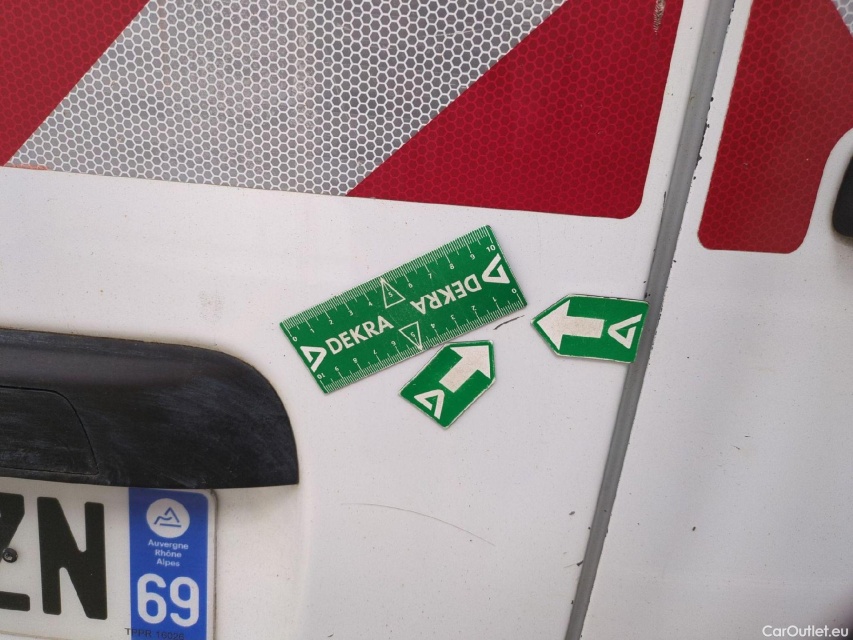 DEKRA
DEKRA
ZN
Auvergne
Rhône
Alpes
69
CarOutlet.eu